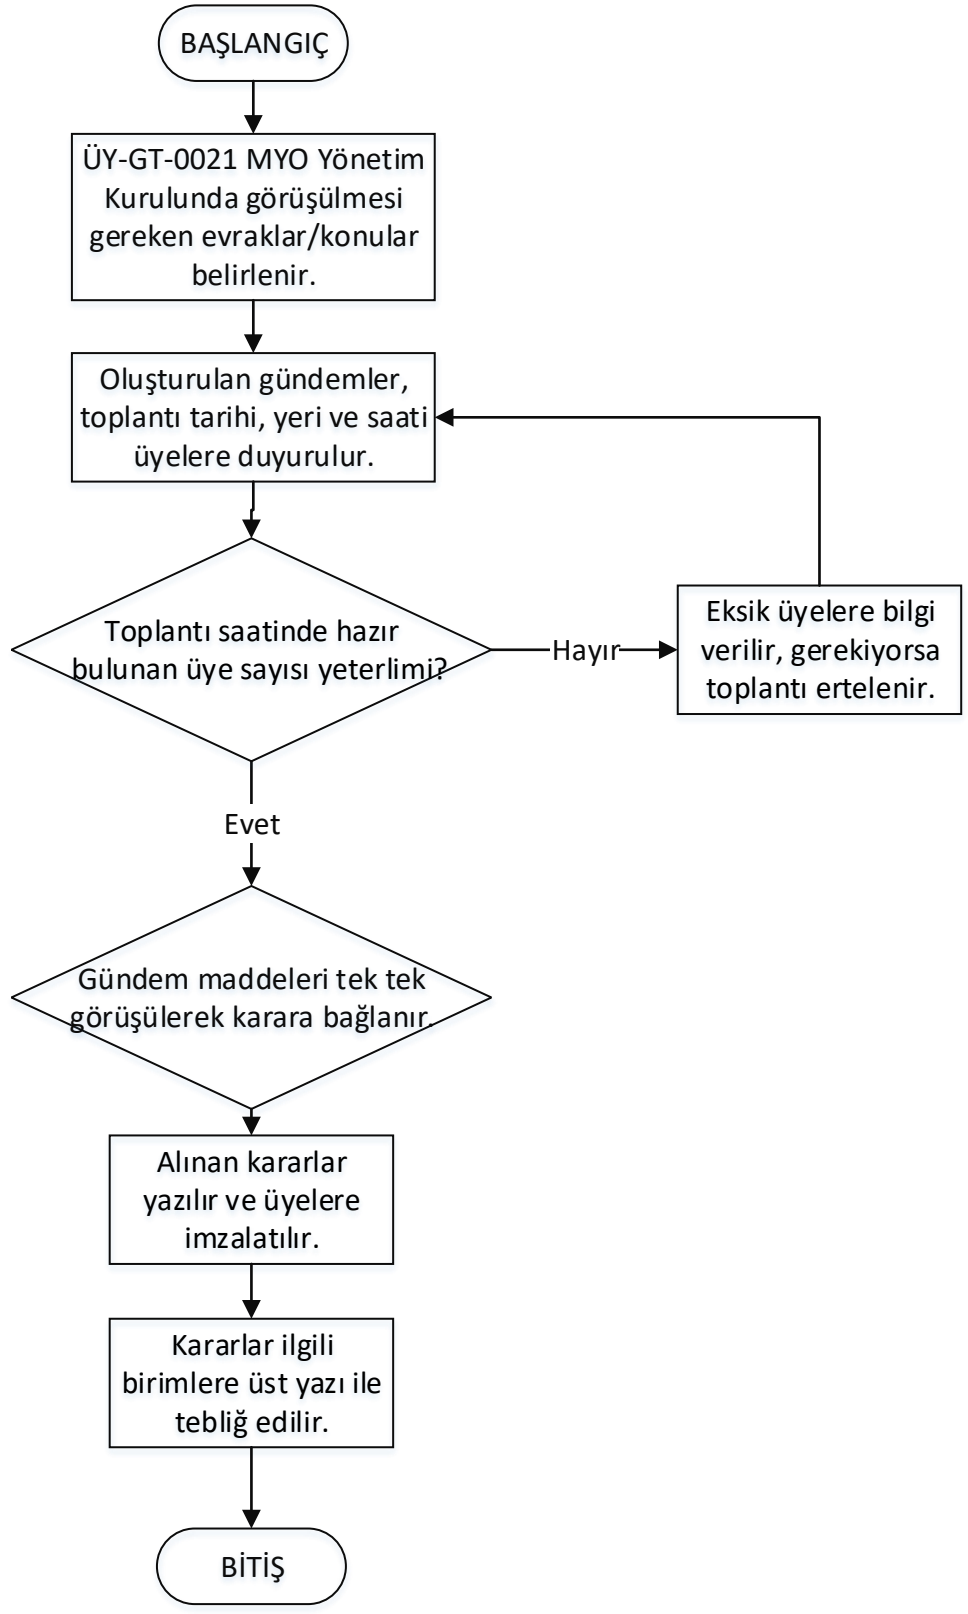 BAŞLANGIÇ
ÜY-GT-0021 MYO Yönetim
Kurulunda görüşülmesi
gereken evraklar/konular
belirlenir.
Oluşturulan gündemler,
toplantı tarihi, yeri ve saati
üyelere duyurulur.
Toplantı saatinde hazır
bulunan üye sayısı yeterlimi?
Hayır
Eksik üyelere bilgi
verilir, gerekiyorsa
toplantı ertelenir.
Evet
Gündem maddeleri tek tek
görüşülerek karara bağlanır.
Alınan kararlar
yazılır ve üyelere
imzalatılır.
Kararlar ilgili
birimlere üst yazı ile
tebliğ edilir.
BİTİŞ